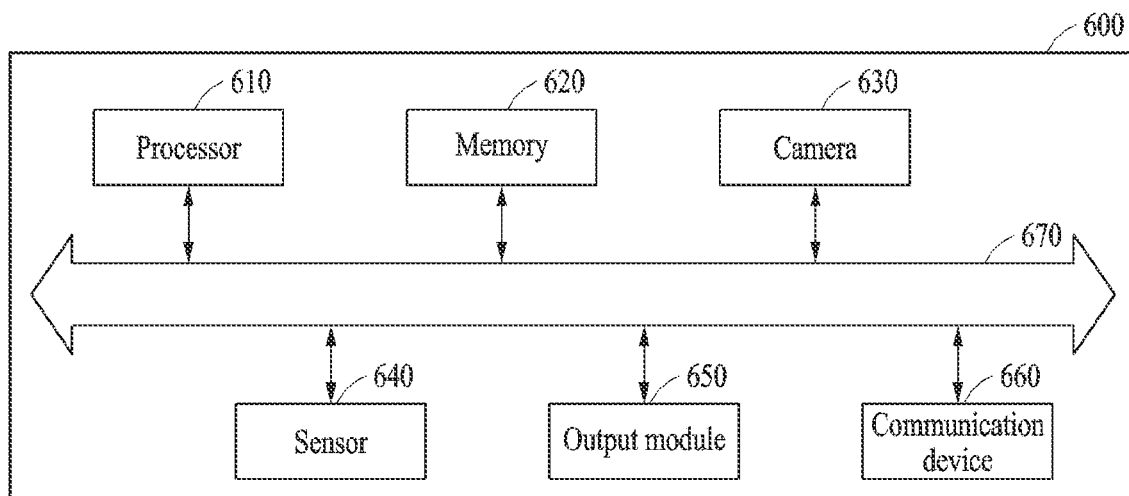 600
610
620
630
Processor
Memory
Camera
670
640
650
660
Sensor
Output module
Communication
device